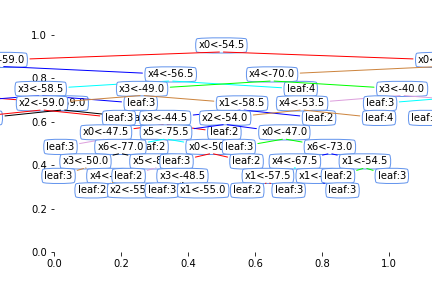 1.0
x0<-54.5
-59.0
x0<
0.8
x4<-56.5
x4<-70.0
x3<-58.5
x3<-49.0
leaf:4
x3<-40.0
x2<-59.0
9.0
leaf:3
x1<-58.5
x4<-53.5
leaf:3
0.6
leaf:3
x3<-44.5
x2<-54.0
leaf:2
leaf:4
leaf:
x0<-47.5
x5<-75.5
leaf:2
x0<-47.0
leaf:3
x6<-77.0
af:2
x0<-50
leaf:3
x6<-73.0
0.4
x3<-50.0
x5<-8
leaf:3
leaf:2
x4<-67.5
x1<-54.5
leaf:3
x4<
leaf:2
x3<-48.5
x1<-57.5
x1<-
leaf:2
leaf:3
leaf:2
x2<-55
leaf:3
x1<-55.0
leaf:2
leaf:3
leaf:3
0.2
0.0
0.0 0.2 0.4 0.6 0.8 1.0